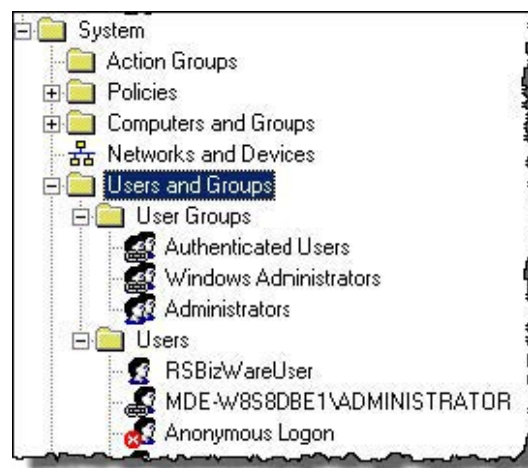 System
Action Groups
Policies
Computers and Groups
Networks and Devices
Users and Groups
User Groups
Authenticated Users
Windows Administrators
Administrators
Users
RSBizWareUser
MDE-W8S8DBE1\ADMINISTRATOR
Anonymous Logon